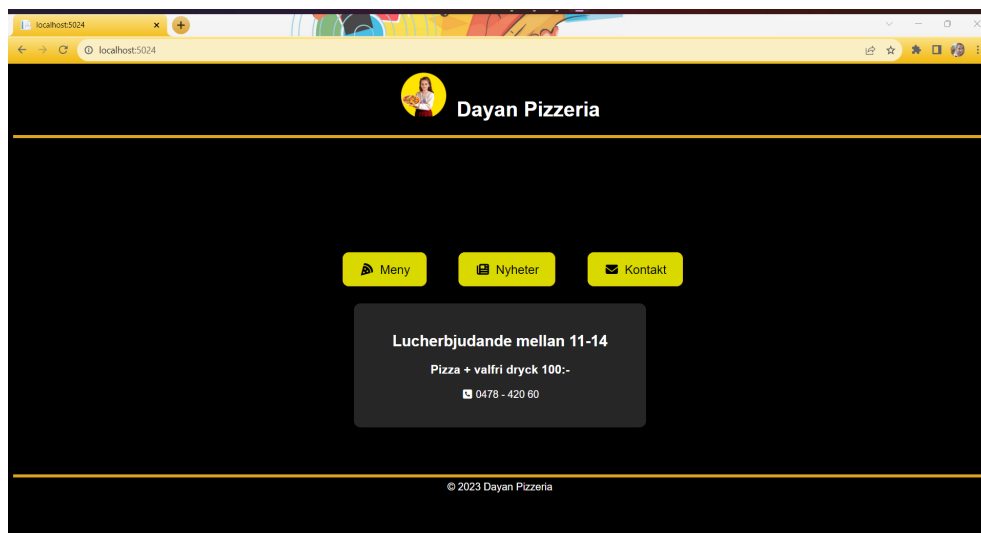 localhost:5024
localhost:5024
Dayan Pizzeria
Meny
Nyheter
Kontakt
Lucherbjudande mellan 11-14
Pizza + valfri dryck 100:-
0478 - 420 60
© 2023 Dayan Pizzeria